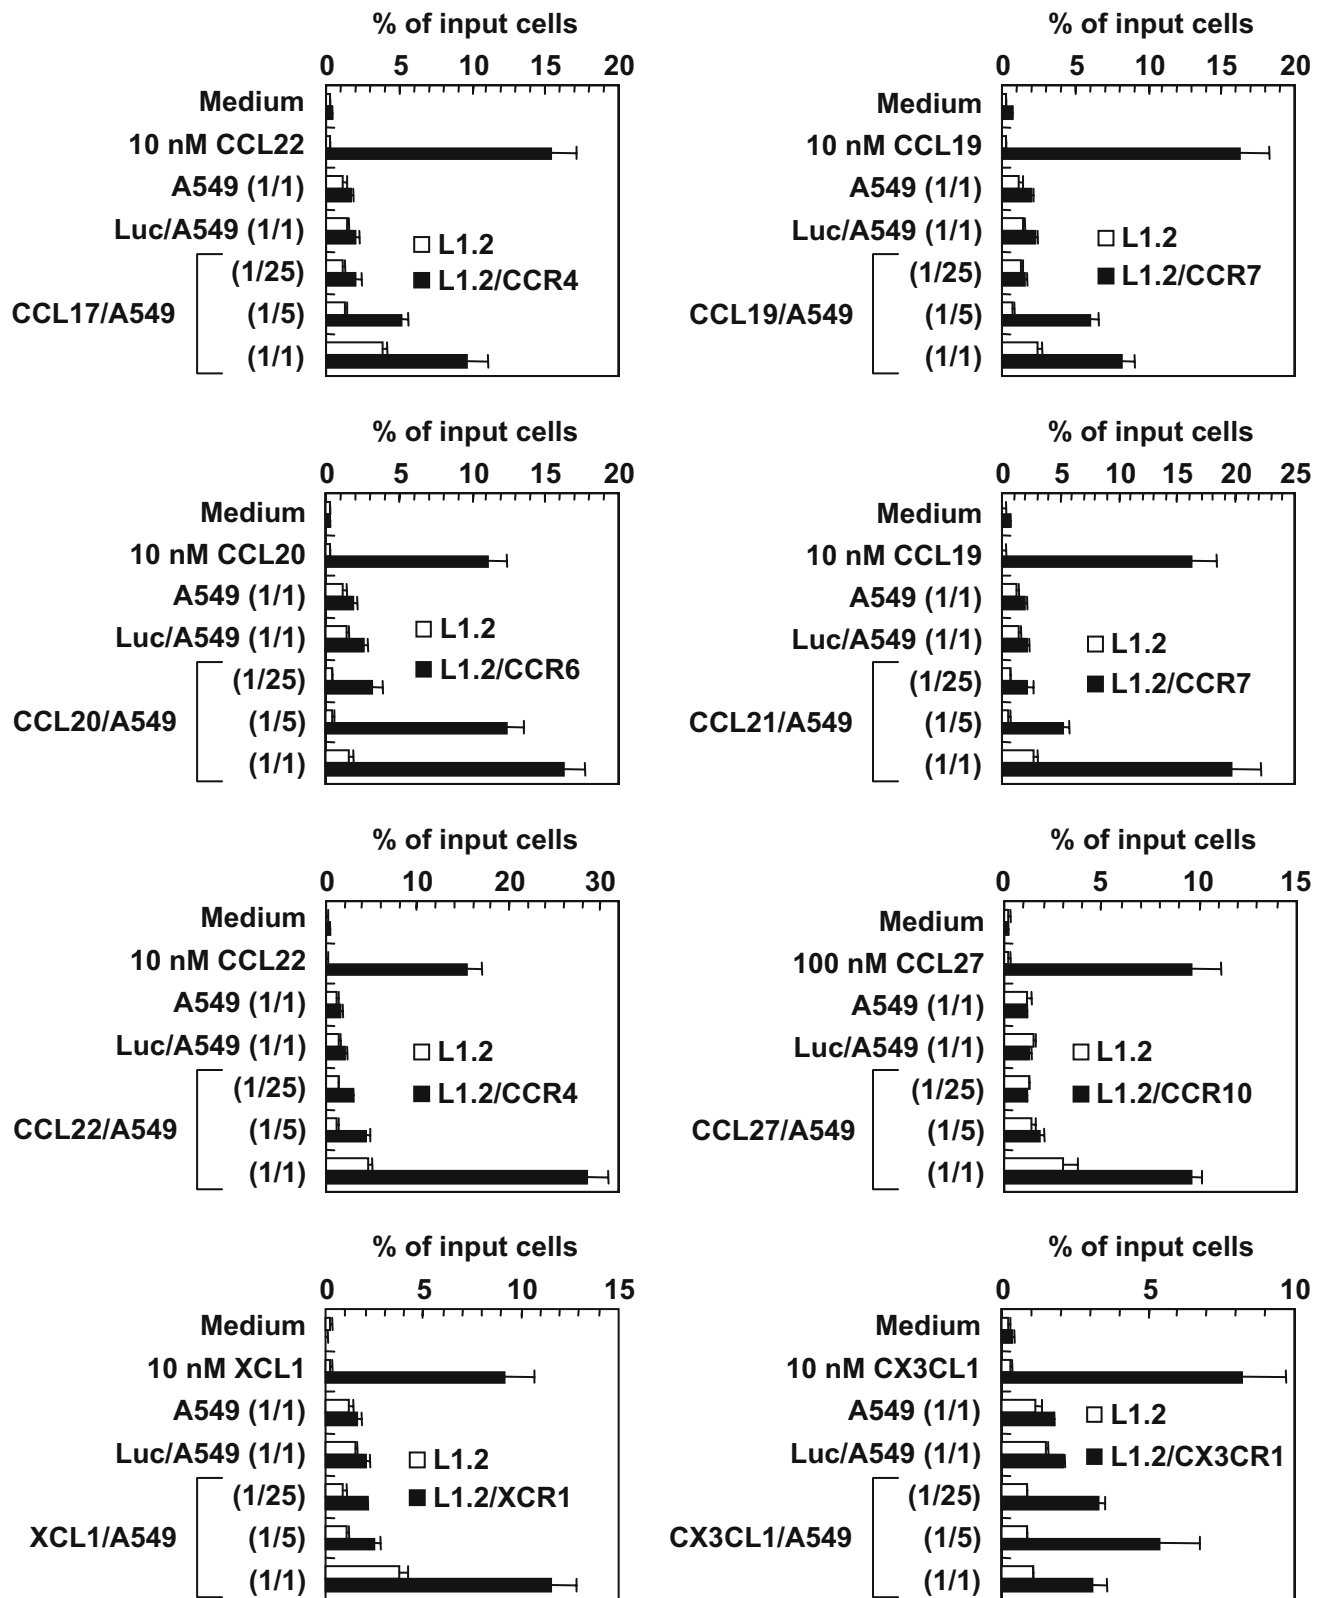 % of input cells
0 5 10 15 20
Medium
10 nM CCL22
A549 (1/1)
Luc/A549 (1/1)
(1/25)
CCL17/A549 (1/5)
(1/1)
L1.2
L1.2/CCR4
% of input cells
0 5 10 15 20
Medium
10 nM CCL19
A549 (1/1)
Luc/A549 (1/1)
(1/25)
CCL19/A549 (1/5)
(1/1)
L1.2
L1.2/CCR7
% of input cells
0 5 10 15 20
Medium
10 nM CCL20
A549 (1/1)
Luc/A549 (1/1)
(1/25)
CCL20/A549 (1/5)
(1/1)
L1.2
L1.2/CCR6
% of input cells
0 5 10 15 20 25
Medium
10 nM CCL19
A549 (1/1)
Luc/A549 (1/1)
(1/25)
CCL21/A549 (1/5)
(1/1)
L1.2
L1.2/CCR7
% of input cells
0 10 20 30
Medium
10 nM CCL22
A549 (1/1)
Luc/A549 (1/1)
(1/25)
CCL22/A549 (1/5)
(1/1)
L1.2
L1.2/CCR4
% of input cells
0 5 10 15
Medium
100 nM CCL27
A549 (1/1)
Luc/A549 (1/1)
(1/25)
CCL27/A549 (1/5)
(1/1)
L1.2
L1.2/CCR10
% of input cells
0 5 10 15
Medium
10 nM XCL1
A549 (1/1)
Luc/A549 (1/1)
(1/25)
XCL1/A549 (1/5)
(1/1)
L1.2
L1.2/XCR1
% of input cells
0 5 10
Medium
10 nM CX3CL1
A549 (1/1)
Luc/A549 (1/1)
(1/25)
CX3CL1/A549 (1/5)
(1/1)
L1.2
L1.2/CX3CR1